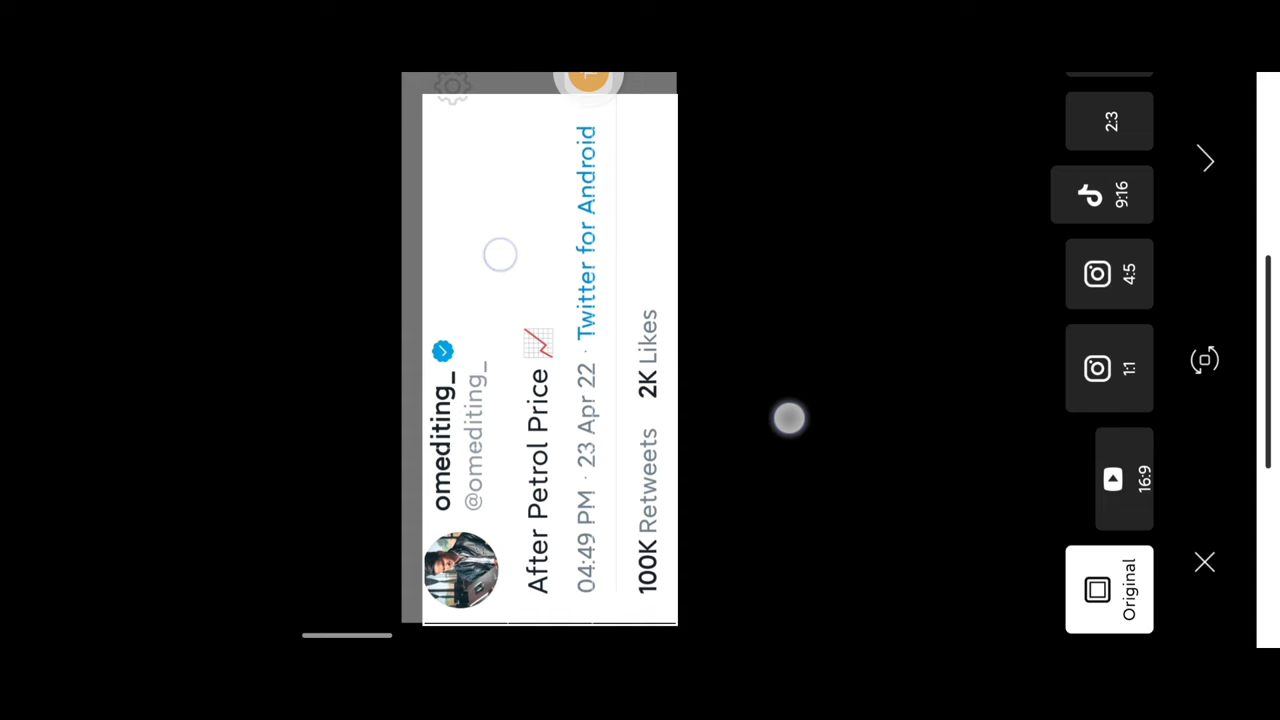 omediting_
@omediting_
After Petrol Price 📈
04:49 PM · 23 Apr 22 · Twitter for Android
100K Retweets 2K Likes
Original
16:9
1:1
4:5
9:16
2:3